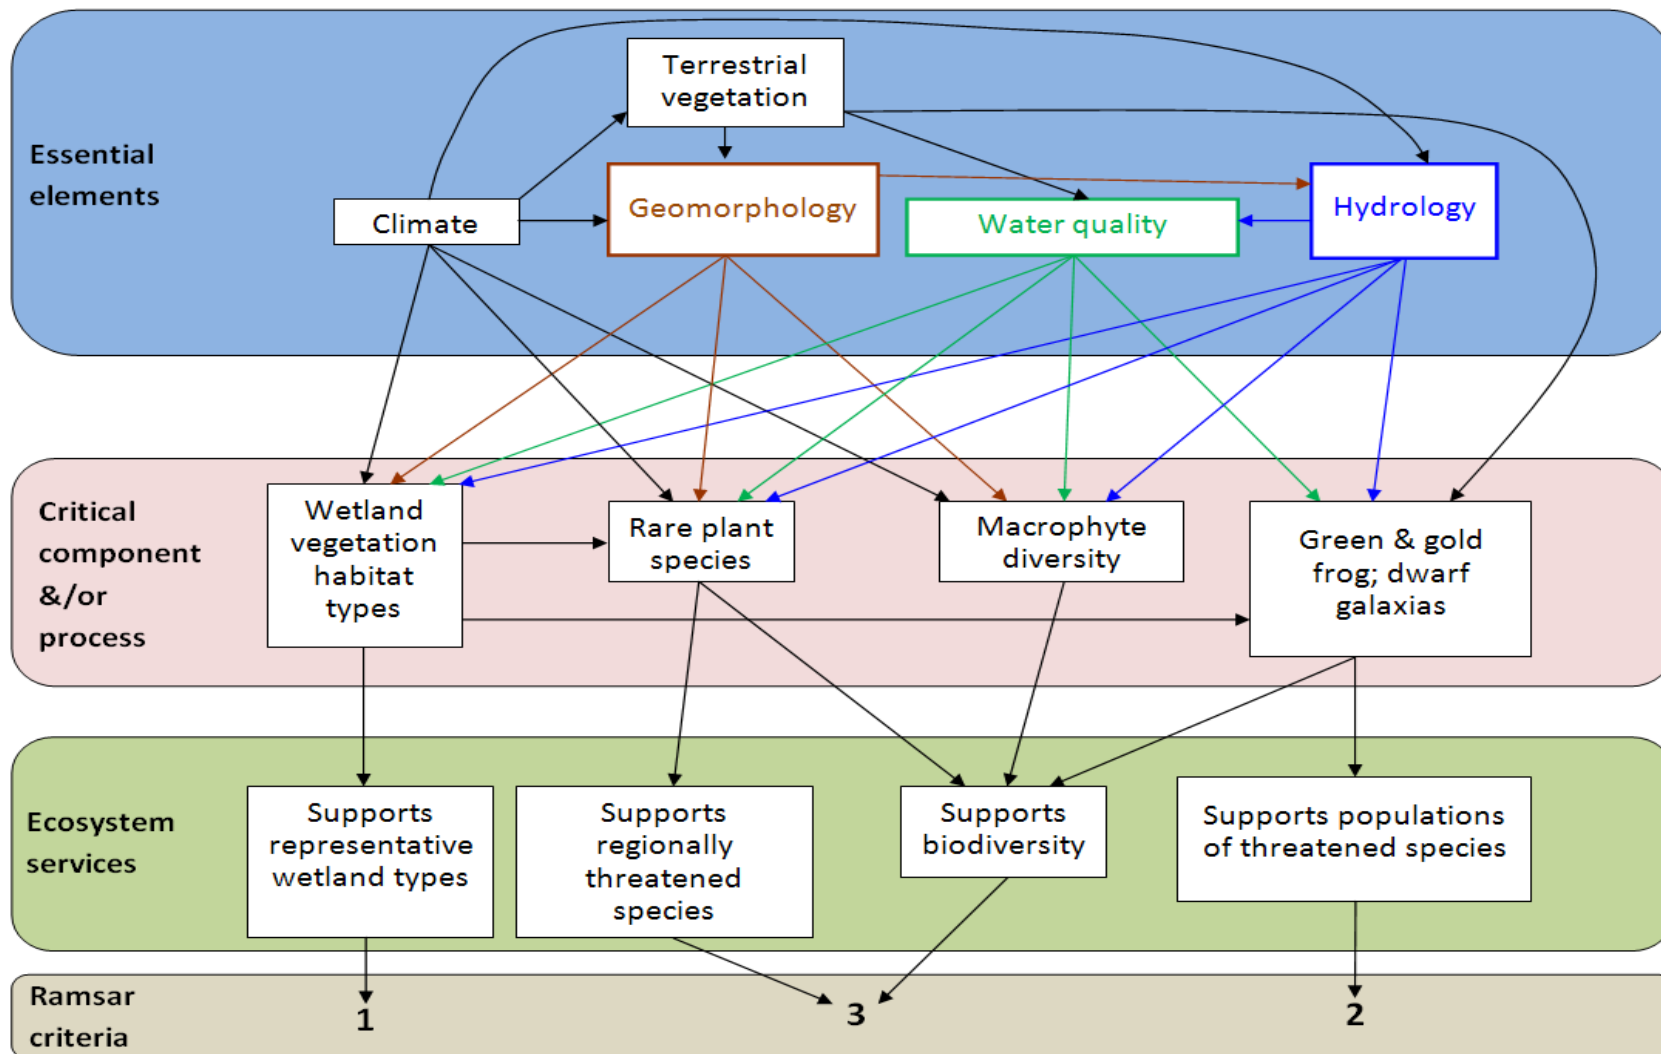 Terrestrial
vegetation
Essential
elements
Climate
Geomorphology
Water quality
Hydrology
Critical
component
&/or
process
Wetland
vegetation
habitat
types
Rare plant
species
Macrophyte
diversity
Green & gold
frog; dwarf
galaxias
Ecosystem
services
Supports
representative
wetland types
Supports
regionally
threatened
species
Supports
biodiversity
Supports populations
of threatened species
Ramsar
criteria
1
3
2